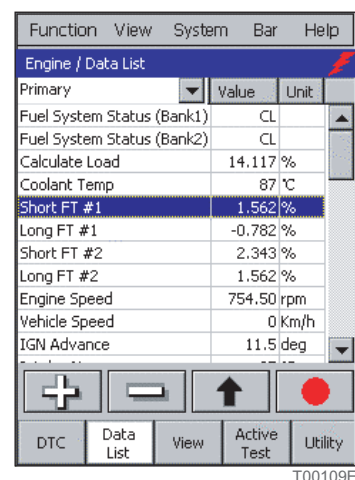 Function View System Bar Help
Engine / Data List
Primary Value Unit
Fuel System Status (Bank1) CL
Fuel System Status (Bank2) CL
Calculate Load 14.117 %
Coolant Temp 87 ℃
Short FT #1 1.562 %
Long FT #1 -0.782 %
Short FT #2 2.343 %
Long FT #2 1.562 %
Engine Speed 754.50 rpm
Vehicle Speed 0 Km/h
IGN Advance 11.5 deg
DTC Data List View Active Test Utility
T00109E